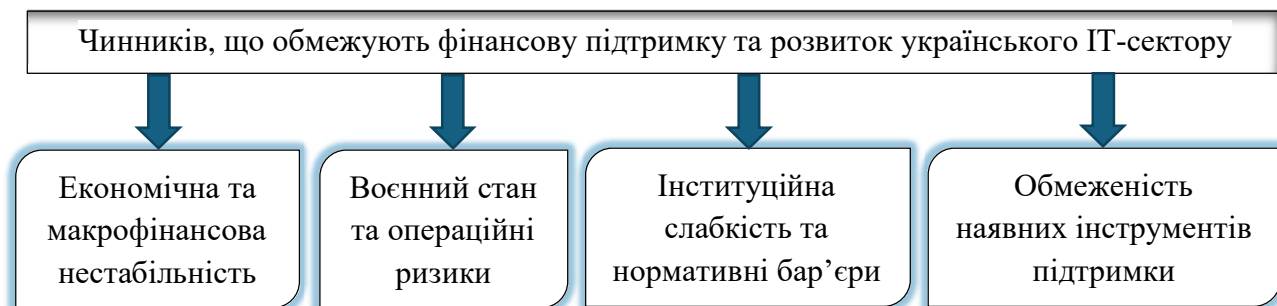 Чинників, що обмежують фінансову підтримку та розвиток українського ІТ-сектору
Економічна та
макрофінансова
нестабільність
Воєнний стан
та операційні
ризики
Інституційна
слабкість та
нормативні бар’єри
Обмеженість
наявних інструментів
підтримки